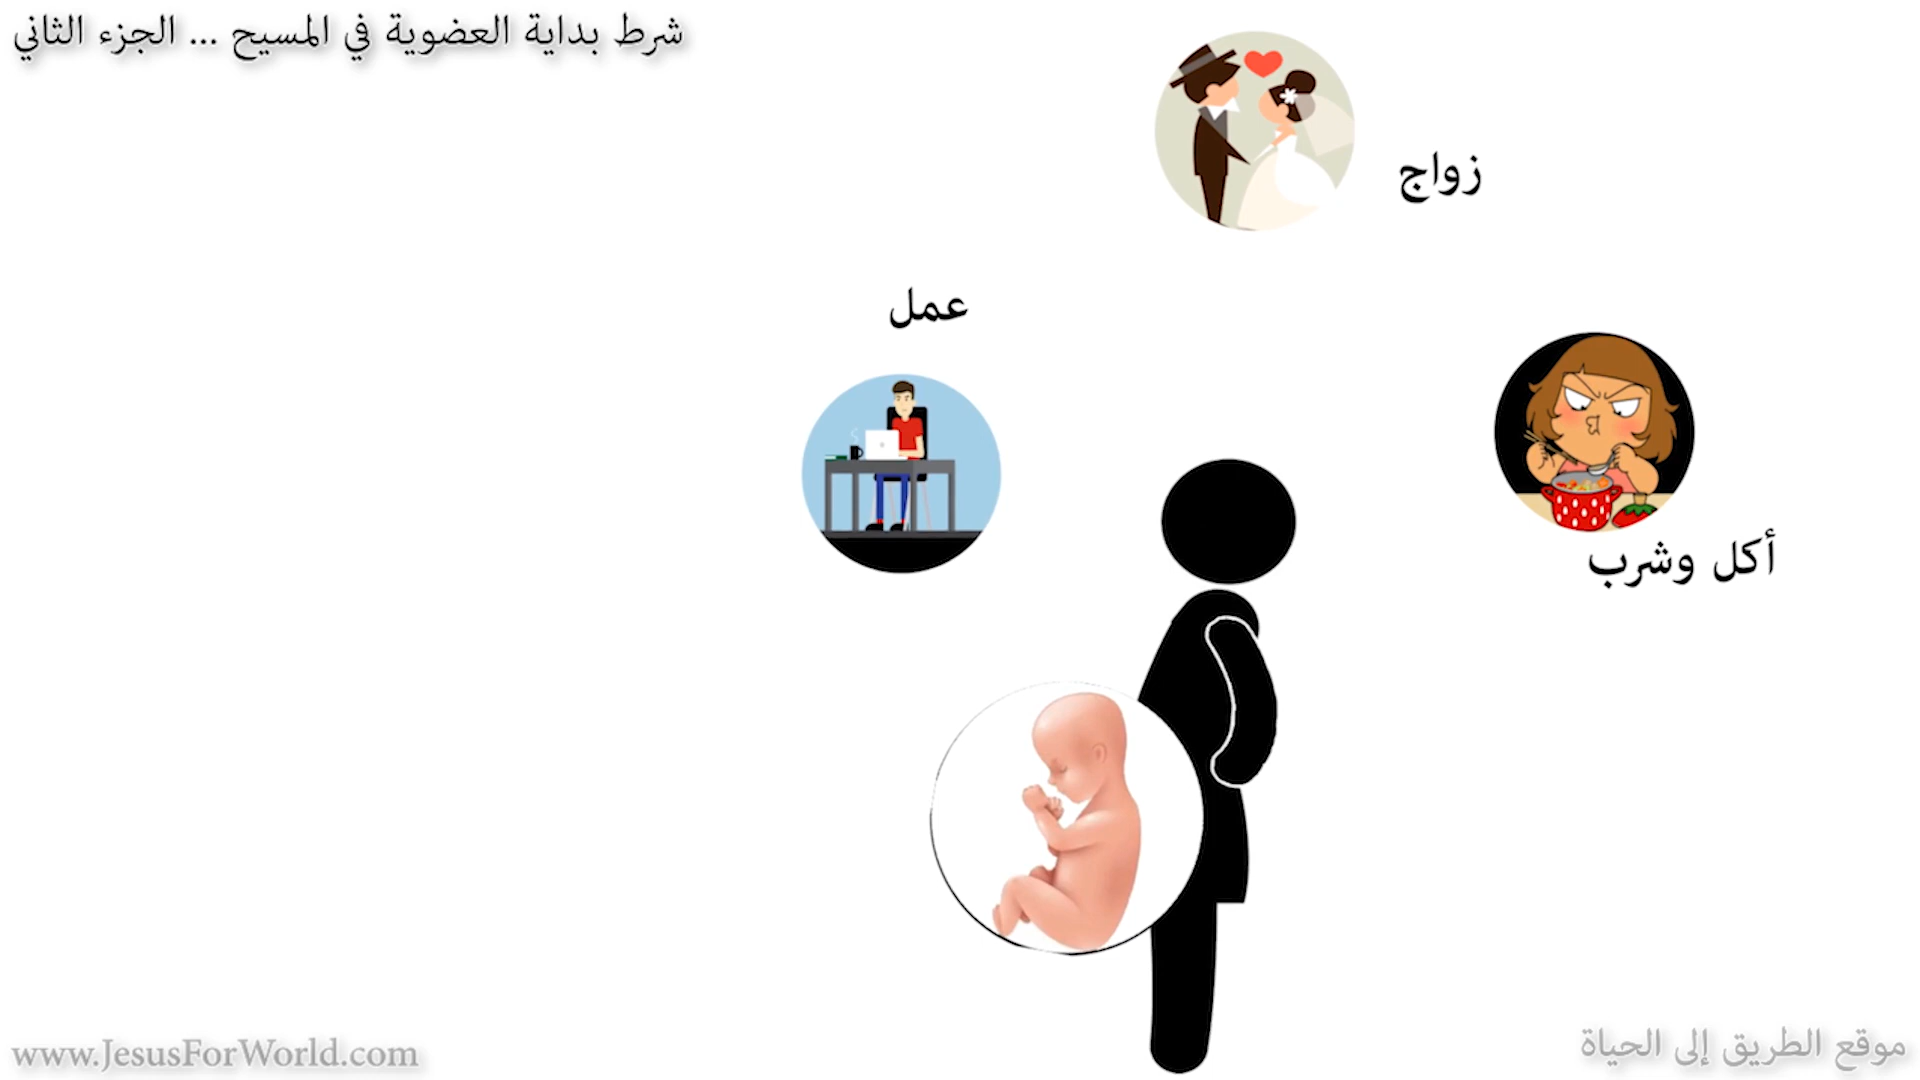 شرط بداية العضوية في المسيح ... الجزء الثاني
زواج
عمل
أكل وشرب
www.JesusForWorld.com
موقع الطريق إلى الحياة